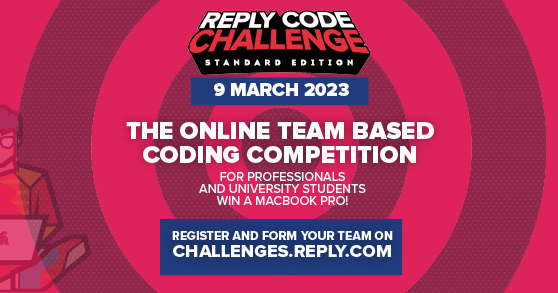 REPLY CODE
CHALLENGE
STANDARD EDITION
9 MARCH 2023
THE ONLINE TEAM BASED
CODING COMPETITION
FOR PROFESSIONALS
AND UNIVERSITY STUDENTS
WIN A MACBOOK PRO!
REGISTER AND FORM YOUR TEAM ON
CHALLENGES.REPLY.COM